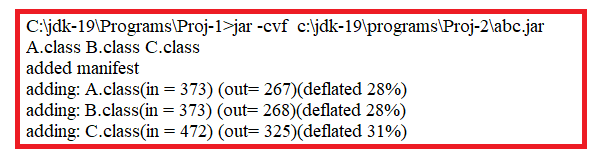 C:\jdk-19\Programs\Proj-1>jar -cvf  c:\jdk-19\programs\Proj-2\abc.jar
A.class B.class C.class
added manifest
adding: A.class(in = 373) (out= 267)(deflated 28%)
adding: B.class(in = 373) (out= 268)(deflated 28%)
adding: C.class(in = 472) (out= 325)(deflated 31%)